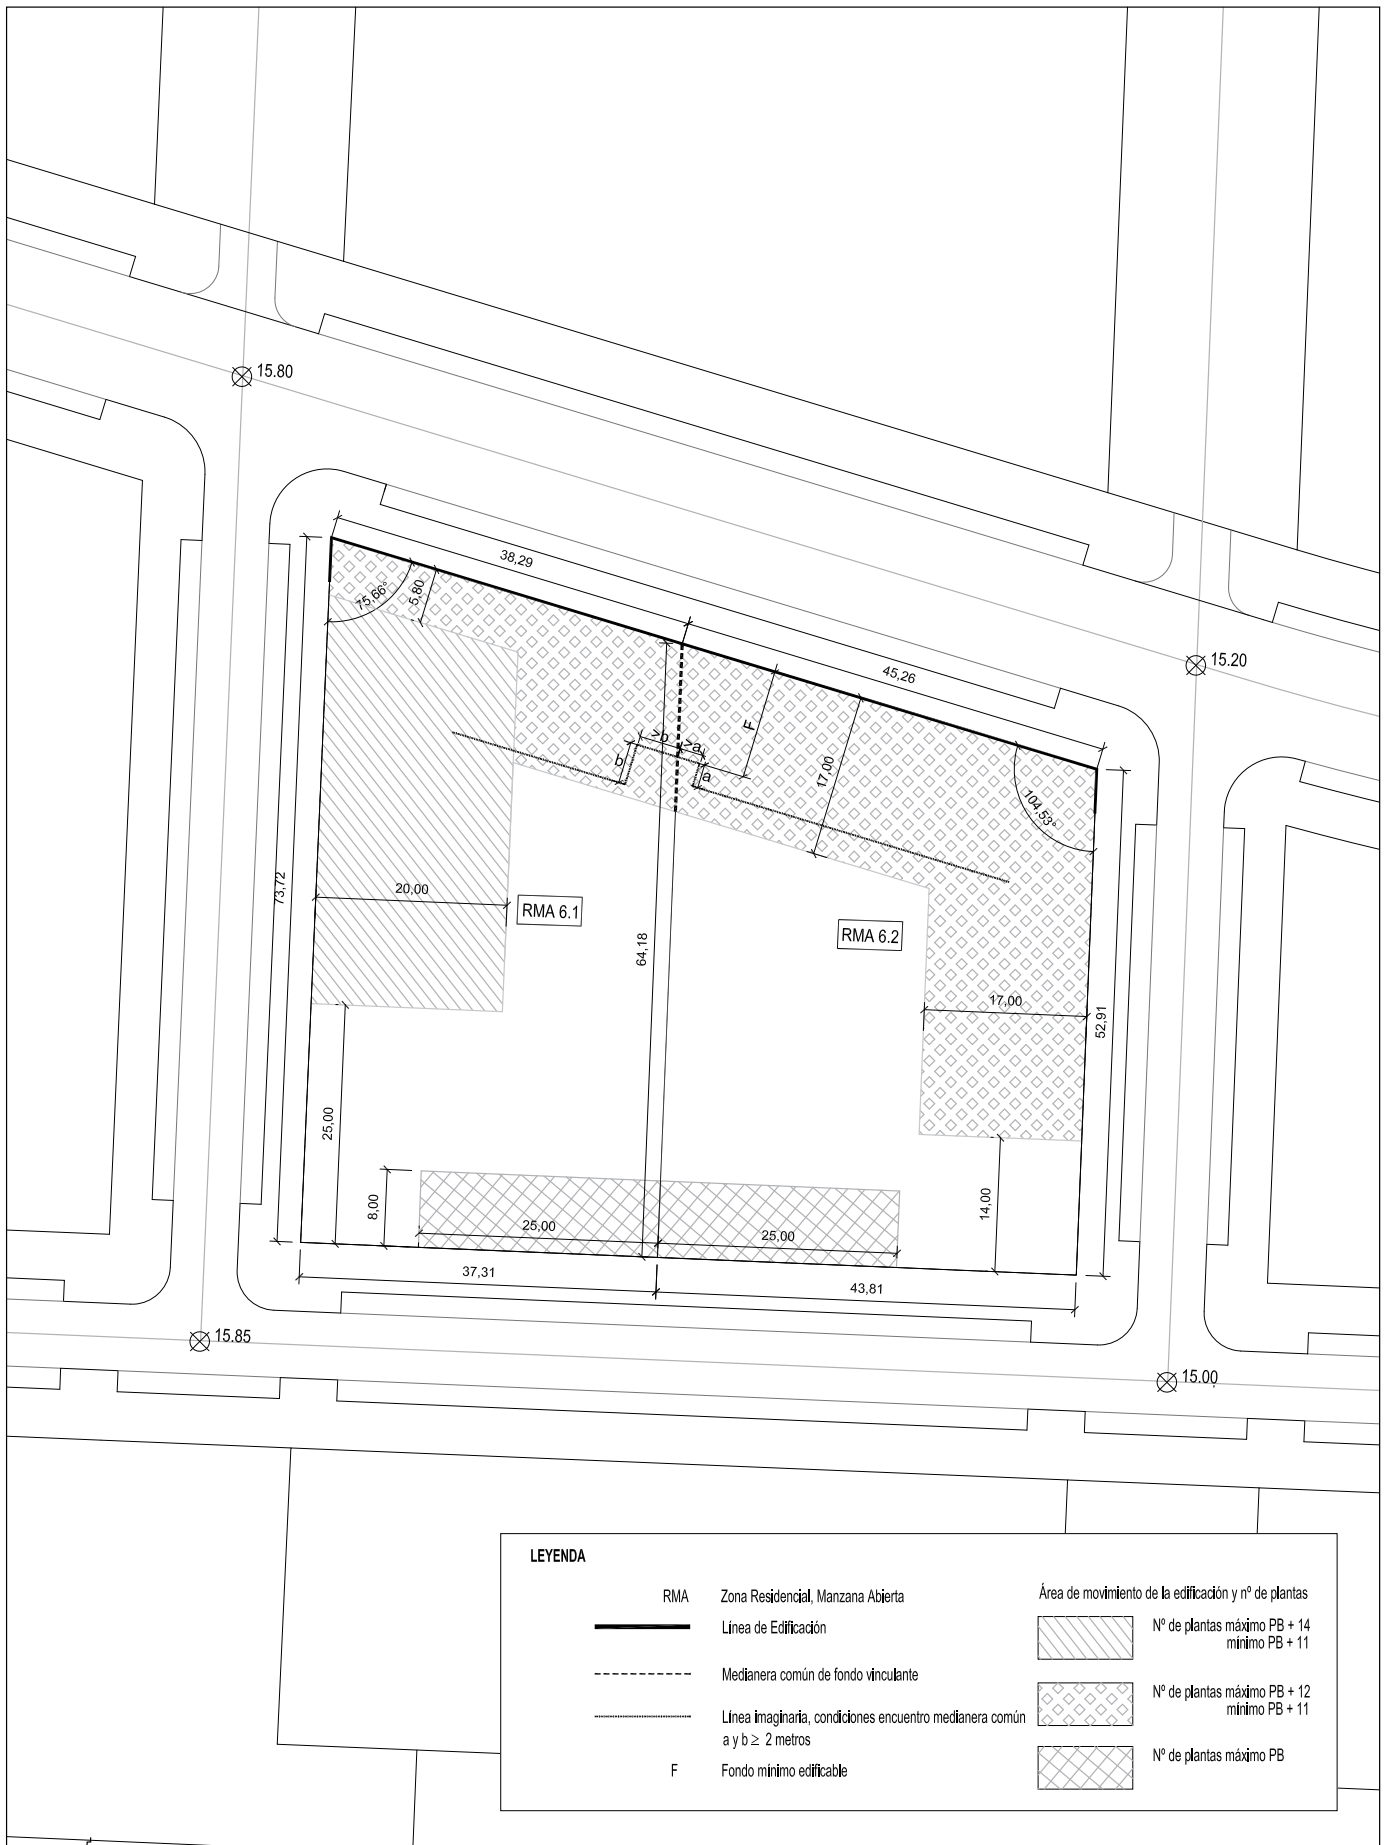 15.80
15.20
38,29
75,66°
5,80
45,26
F
>b
>a
b
a
17,00
104,53°
73,72
20,00
RMA 6.1
RMA 6.2
64,18
17,00
52,91
25,00
8,00
25,00
25,00
14,00
37,31
43,81
15.85
15.00
LEYENDA
RMA Zona Residencial, Manzana Abierta
Línea de Edificación
Medianera común de fondo vinculante
Línea imaginaria, condiciones encuentro medianera común
a y b ≥ 2 metros
F Fondo mínimo edificable
Área de movimiento de la edificación y nº de plantas
Nº de plantas máximo PB + 14
mínimo PB + 11
Nº de plantas máximo PB + 12
mínimo PB + 11
Nº de plantas máximo PB